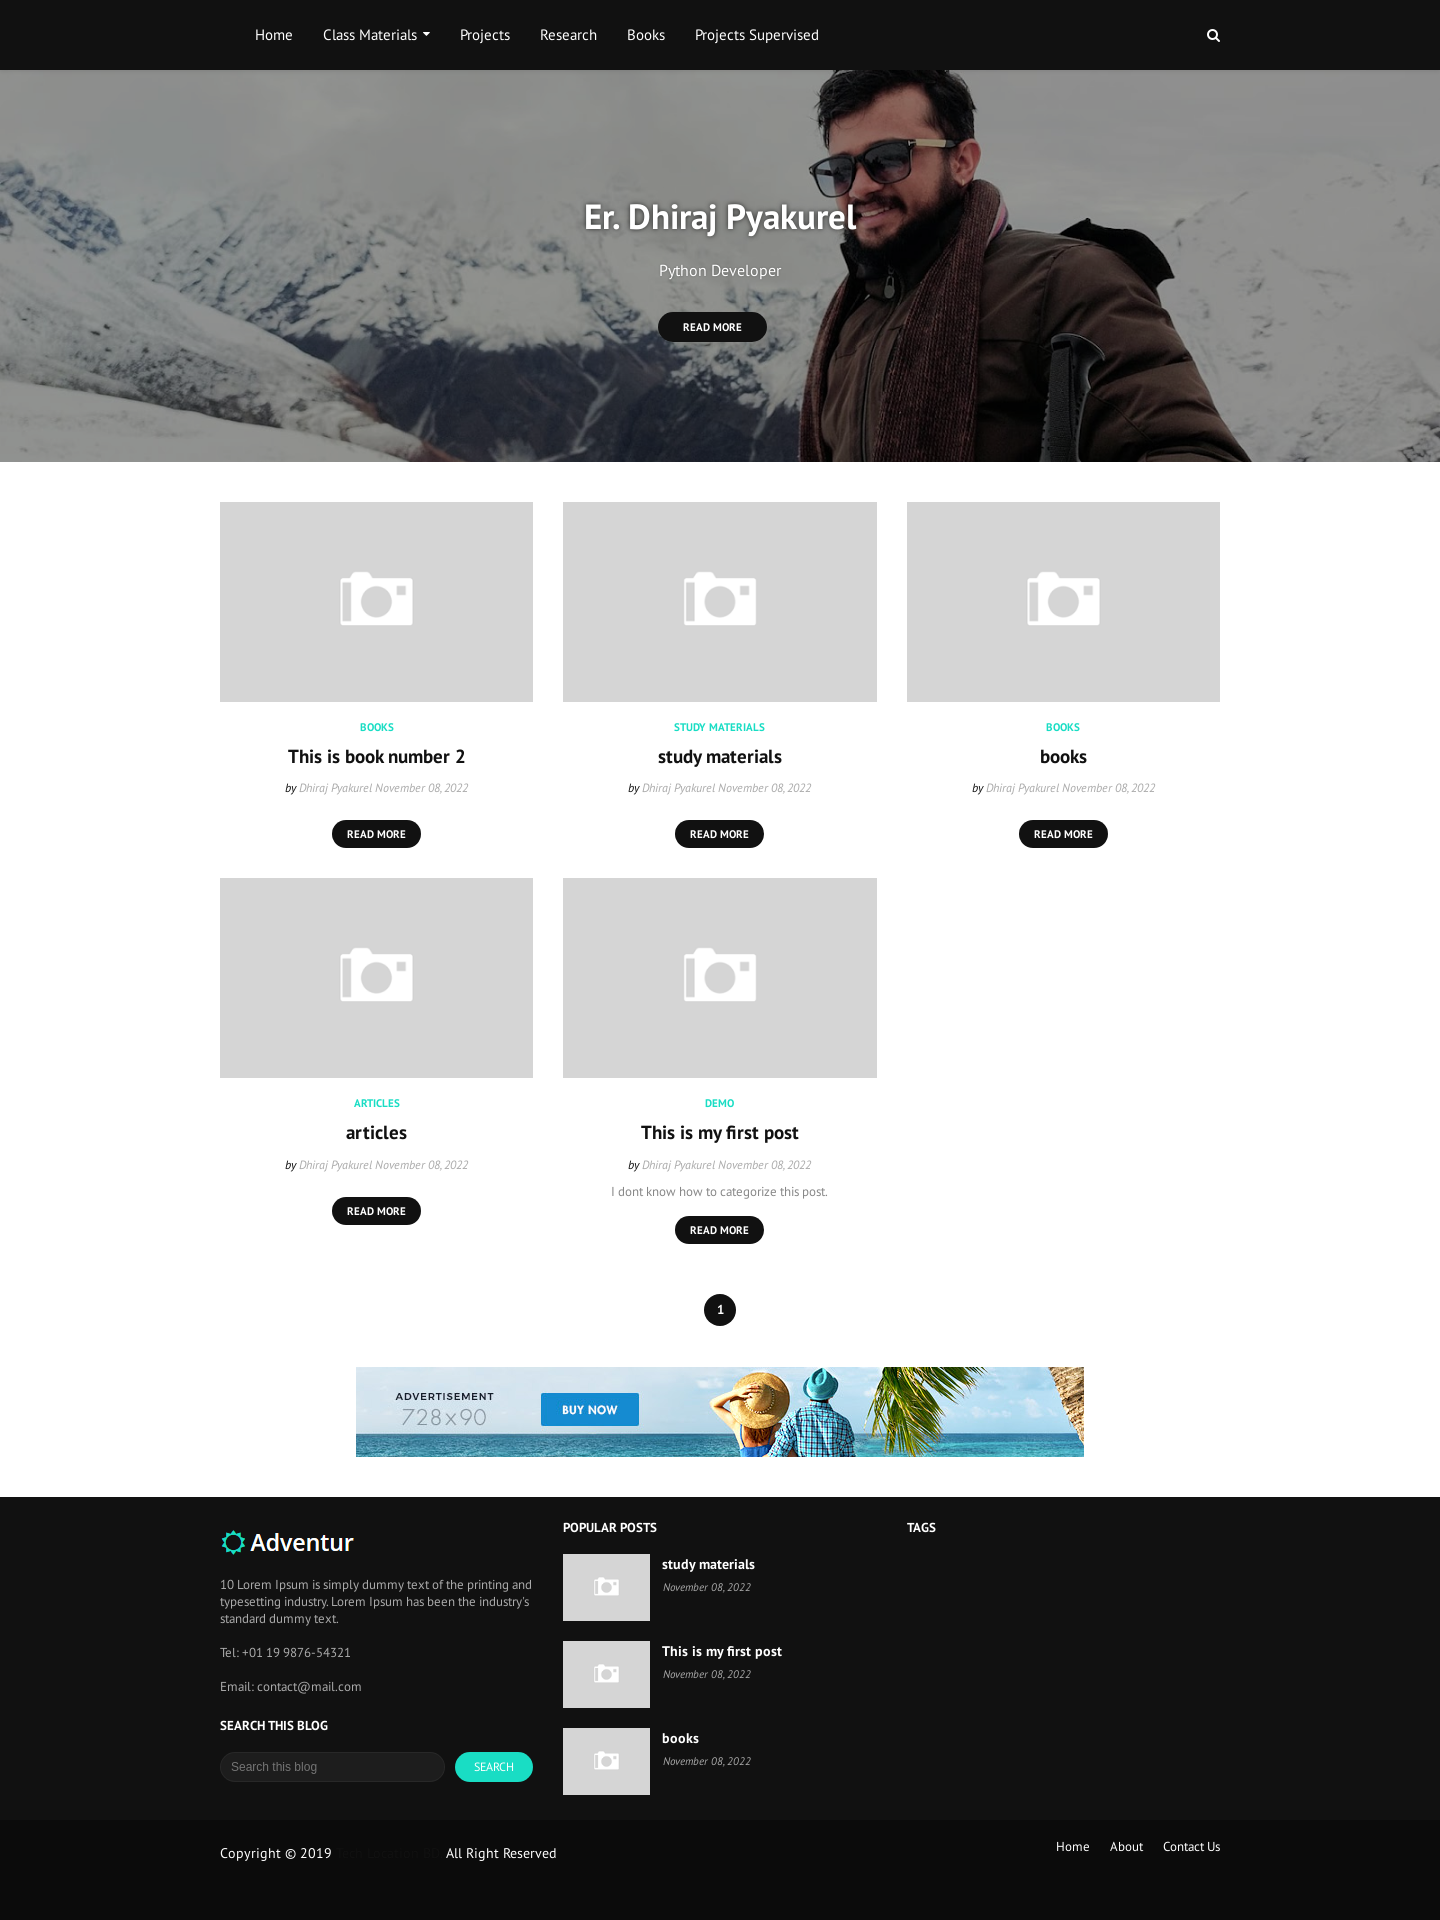 Home Class Materials Projects Research Books Projects Supervised
Er. Dhiraj Pyakurel
Python Developer
READ MORE
BOOKS
This is book number 2
by Dhiraj Pyakurel November 08, 2022
READ MORE
STUDY MATERIALS
study materials
by Dhiraj Pyakurel November 08, 2022
READ MORE
BOOKS
books
by Dhiraj Pyakurel November 08, 2022
READ MORE
ARTICLES
articles
by Dhiraj Pyakurel November 08, 2022
READ MORE
DEMO
This is my first post
by Dhiraj Pyakurel November 08, 2022
I dont know how to categorize this post.
READ MORE
1
ADVERTISEMENT
728x90
BUY NOW
Adventur
10 Lorem Ipsum is simply dummy text of the printing and
typesetting industry. Lorem Ipsum has been the industry's
standard dummy text.
Tel: +01 19 9876-54321
Email: contact@mail.com
SEARCH THIS BLOG
Search this blog
SEARCH
POPULAR POSTS
study materials
November 08, 2022
This is my first post
November 08, 2022
books
November 08, 2022
TAGS
Copyright © 2019 All Right Reserved
Home About Contact Us